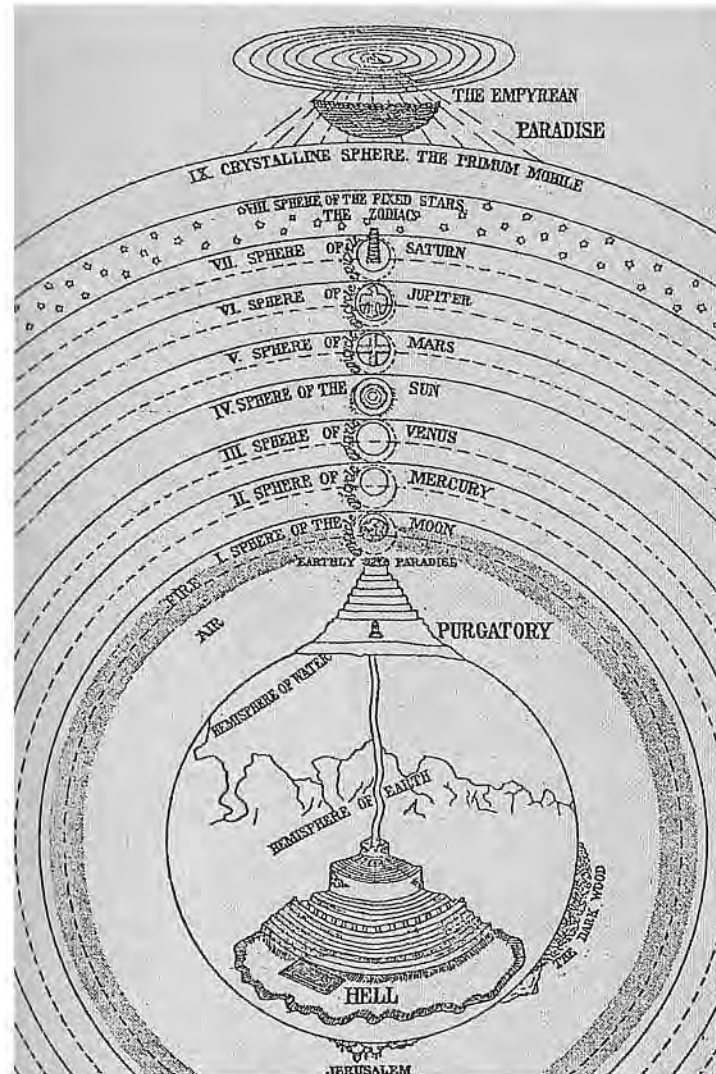 THE EMPYREAN
PARADISE
IX. CRYSTALLINE SPHERE. THE PRIMUM MOBILE
VIII. SPHERE OF THE FIXED STARS
THE ZODIAC
VII. SPHERE OF SATURN
VI. SPHERE OF JUPITER
V. SPHERE OF MARS
IV. SPHERE OF THE SUN
III. SPHERE OF VENUS
II. SPHERE OF MERCURY
I. SPHERE OF THE MOON
EARTHLY PARADISE
FIRE
AIR
PURGATORY
HEMISPHERE OF WATER
HEMISPHERE OF EARTH
THE DARK WOOD
HELL
JERUSALEM